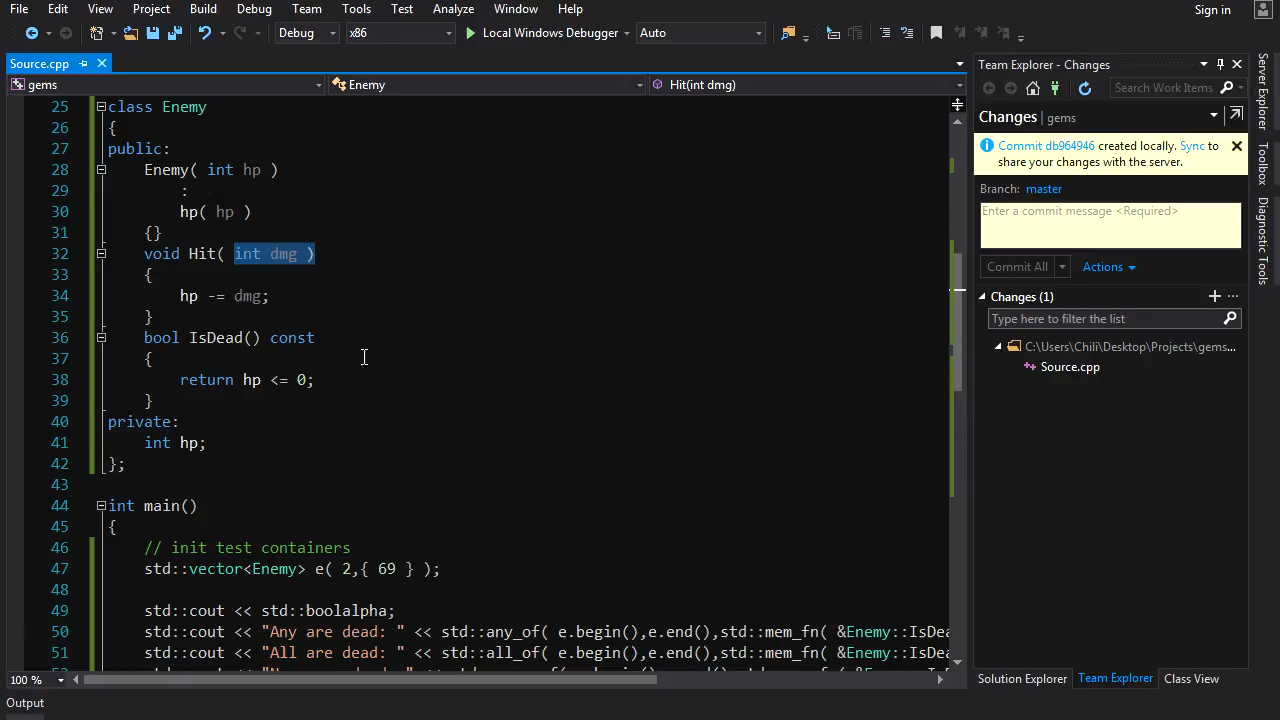 File Edit View Project Build Debug Team Tools Test Analyze Window Help Sign in
Debug x86 Local Windows Debugger Auto
Source.cpp
gems Enemy Hit(int dmg)
25 class Enemy
26 {
27 public:
28 Enemy( int hp )
29 :
30 hp( hp )
31 {}
32 void Hit( int dmg )
33 {
34 hp -= dmg;
35 }
36 bool IsDead() const
37 {
38 return hp <= 0;
39 }
40 private:
41 int hp;
42 };
43
44 int main()
45 {
46 // init test containers
47 std::vector<Enemy> e( 2,{ 69 } );
48
49 std::cout << std::boolalpha;
50 std::cout << "Any are dead: " << std::any_of( e.begin(),e.end(),std::mem_fn( &Enemy::IsDea
51 std::cout << "All are dead: " << std::all_of( e.begin(),e.end(),std::mem_fn( &Enemy::IsDea
100 %
Output
Team Explorer - Changes
Search Work Items
Changes | gems
Commit db964946 created locally. Sync to
share your changes with the server.
Branch: master
Enter a commit message <Required>
Commit All Actions
Changes (1)
Type here to filter the list
C:\Users\Chili\Desktop\Projects\gems...
Source.cpp
Solution Explorer Team Explorer Class View
Server Explorer
Toolbox
Diagnostic Tools